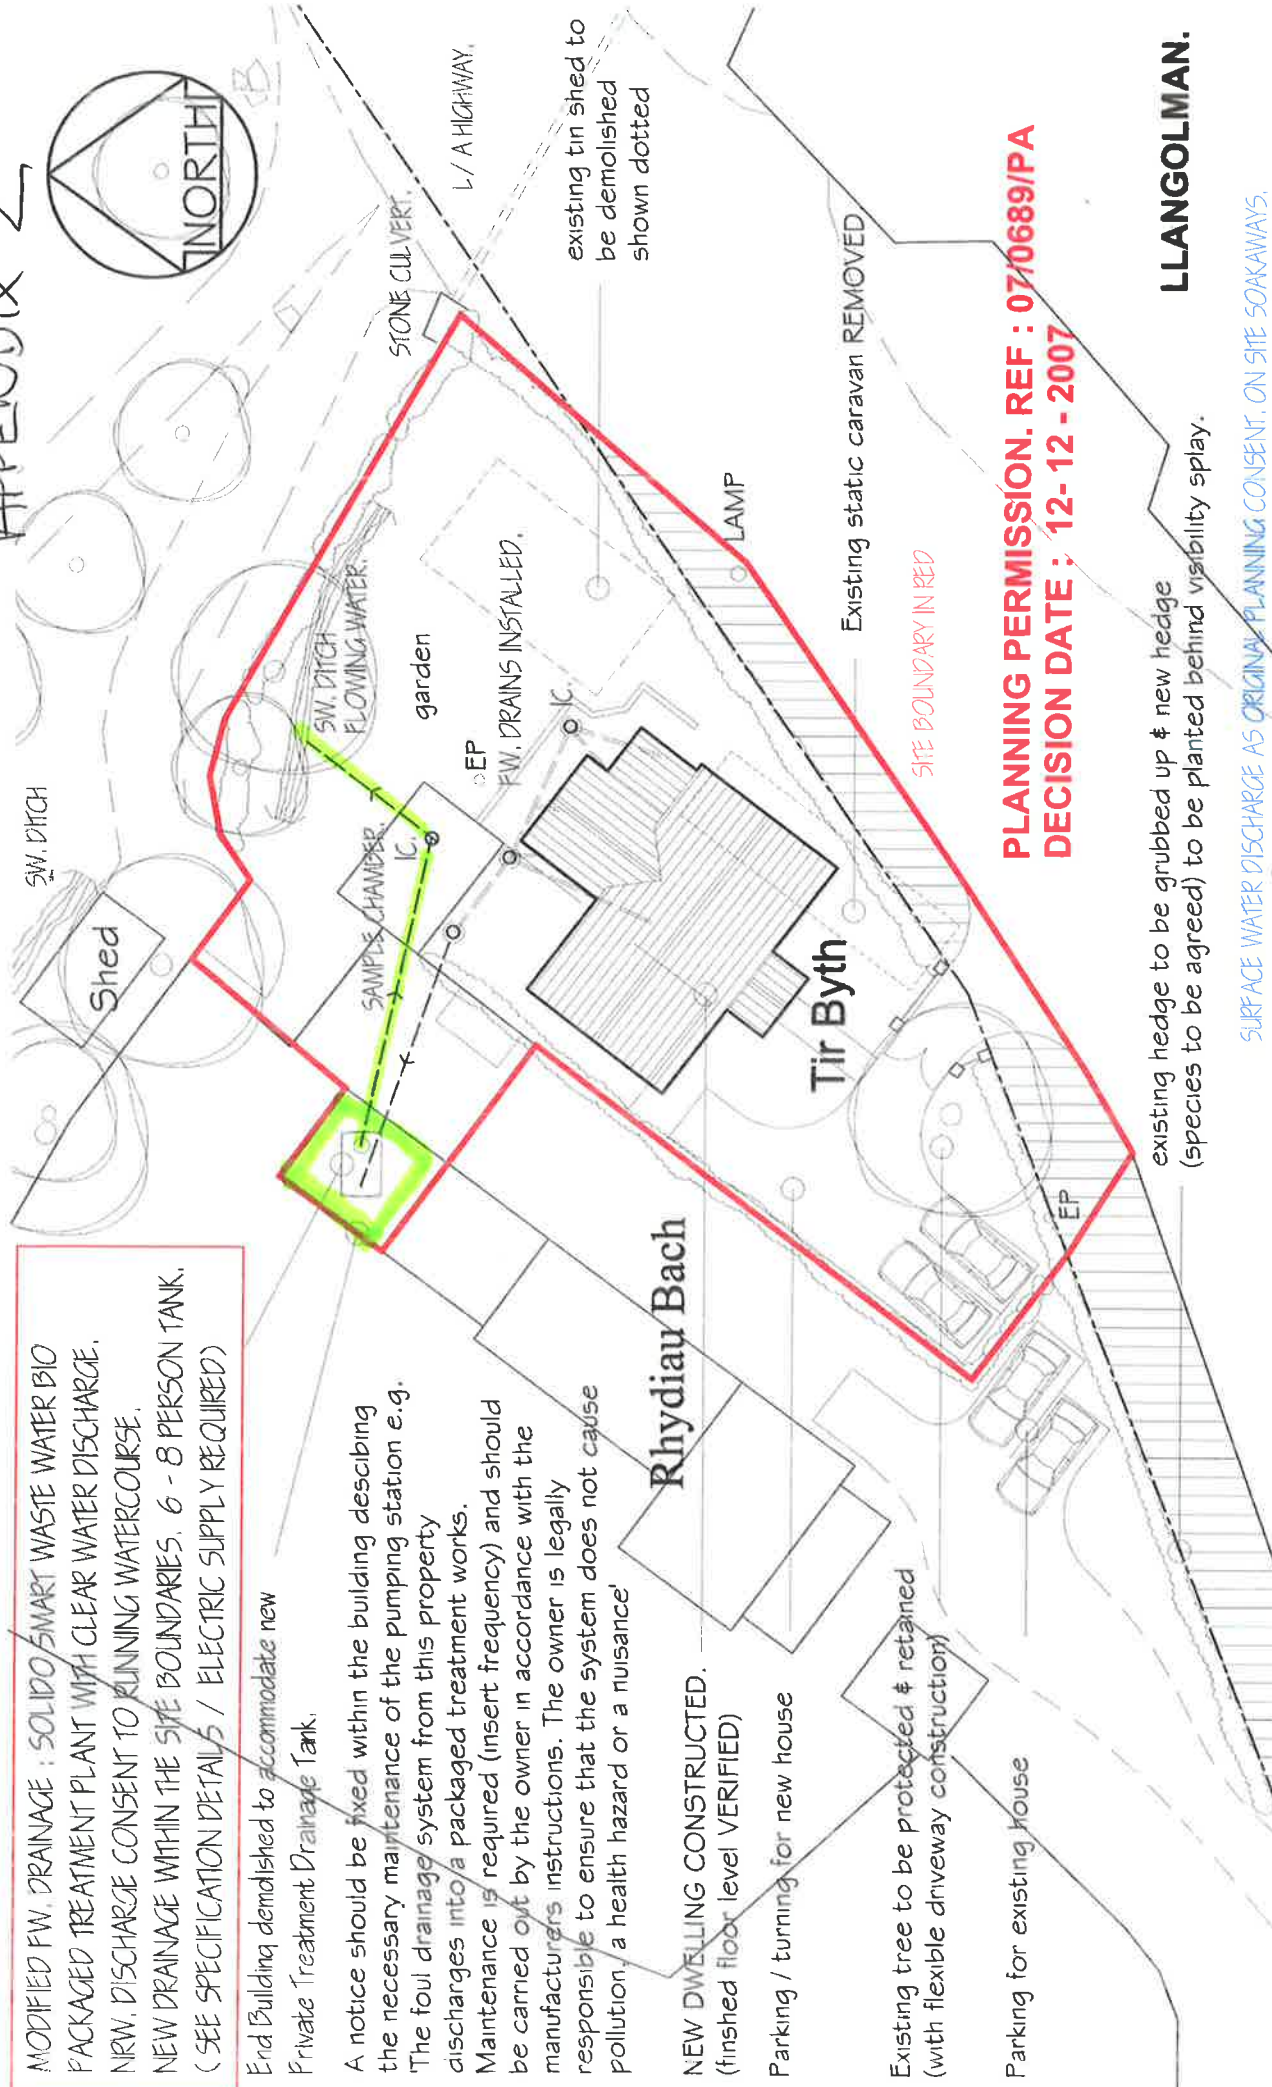 APPENDIX 2
NORTH
MODIFIED FW. DRAINAGE : SOLIDO SMART WASTE WATER BIO
PACKAGED TREATMENT PLANT WITH CLEAR WATER DISCHARGE.
NRW. DISCHARGE CONSENT TO RUNNING WATERCOURSE.
NEW DRAINAGE WITHIN THE SITE BOUNDARIES. 6 - 8 PERSON TANK.
( SEE SPECIFICATION DETAILS / ELECTRIC SUPPLY REQUIRED )
End Building demolished to accommodate new
Private Treatment Drainage Tank.
A notice should be fixed within the building descibing
the necessary maintenance of the pumping station e.g.
'The foul drainage system from this property
discharges into a packaged treatment works.
Maintenance is required (insert frequency) and should
be carried out by the owner in accordance with the
manufacturers instructions. The owner is legally
responsible to ensure that the system does not cause
pollution, a health hazard or a nuisance'
NEW DWELLING CONSTRUCTED.
(finshed floor level VERIFIED)
Parking / turning for new house
Existing tree to be protected & retained
(with flexible driveway construction)
Parking for existing house
SW. DITCH
Shed
SAMPLE CHAMBER.
IC.
SW. DITCH
FLOWING WATER.
garden
EP
FW. DRAINS INSTALLED.
IC.
STONE CULVERT.
L / A HIGHWAY.
existing tin shed to
be demolished
shown dotted
LAMP
Existing static caravan REMOVED
Rhydiau Bach
Tir Byth
EP
SITE BOUNDARY IN RED
PLANNING PERMISSION. REF : 07/0689/PA
DECISION DATE : 12- 12 - 2007
LLANGOLMAN.
existing hedge to be grubbed up & new hedge
(species to be agreed) to be planted behind visibility splay.
SURFACE WATER DISCHARGE AS ORIGINAL PLANNING CONSENT. ON SITE SOAKAWAYS.